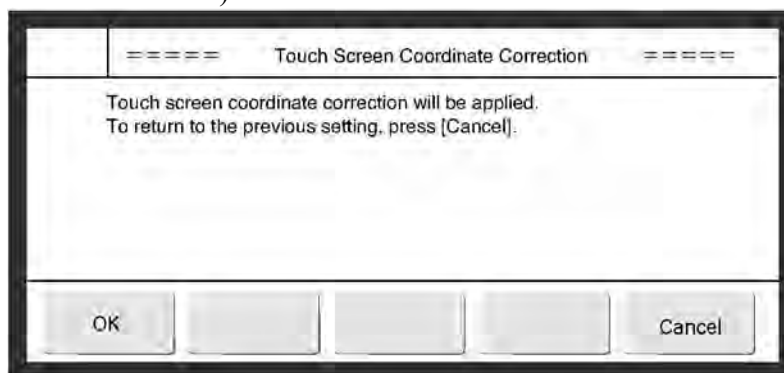 )
===== Touch Screen Coordinate Correction =====
Touch screen coordinate correction will be applied.
To return to the previous setting, press [Cancel].
OK Cancel